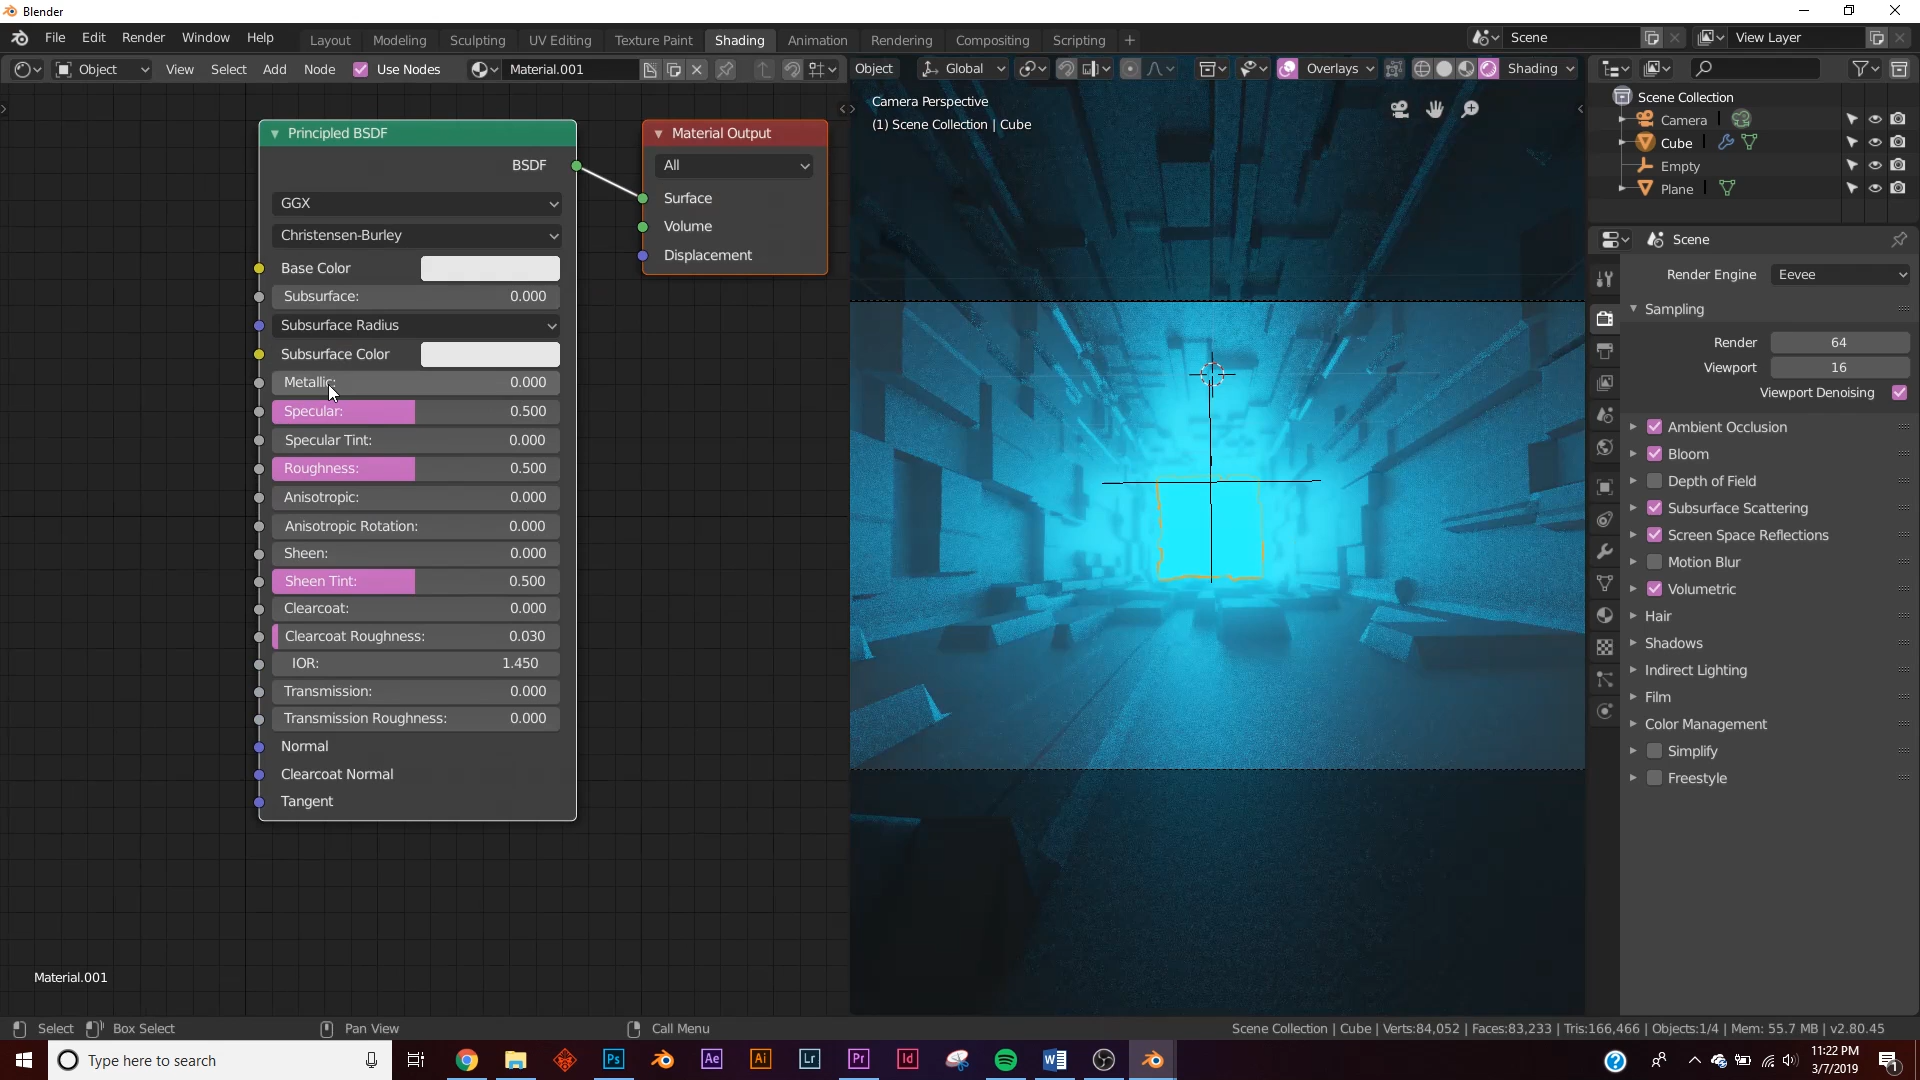 Blender
File Edit Render Window Help Layout Modeling Sculpting UV Editing Texture Paint Shading Animation Rendering Compositing Scripting + Scene View Layer
Object View Select Add Node Use Nodes Material.001 Object Global Overlays Shading
Camera Perspective
(1) Scene Collection | Cube
Scene Collection
Camera
Cube
Empty
Plane
Principled BSDF
BSDF
GGX
Christensen-Burley
Base Color
Subsurface: 0.000
Subsurface Radius
Subsurface Color
Metallic: 0.000
Specular: 0.500
Specular Tint: 0.000
Roughness: 0.500
Anisotropic: 0.000
Anisotropic Rotation: 0.000
Sheen: 0.000
Sheen Tint: 0.500
Clearcoat: 0.000
Clearcoat Roughness: 0.030
IOR: 1.450
Transmission: 0.000
Transmission Roughness: 0.000
Normal
Clearcoat Normal
Tangent
Material Output
All
Surface
Volume
Displacement
Scene
Render Engine Eevee
Sampling
Render 64
Viewport 16
Viewport Denoising
Ambient Occlusion
Bloom
Depth of Field
Subsurface Scattering
Screen Space Reflections
Motion Blur
Volumetric
Hair
Shadows
Indirect Lighting
Film
Color Management
Simplify
Freestyle
Material.001
Select Box Select Pan View Call Menu Scene Collection | Cube | Verts:84,052 | Faces:83,233 | Tris:166,466 | Objects:1/4 | Mem: 55.7 MB | v2.80.45
Type here to search Ps Ae Ai Lr Pr Id
11:22 PM
3/7/2019
1